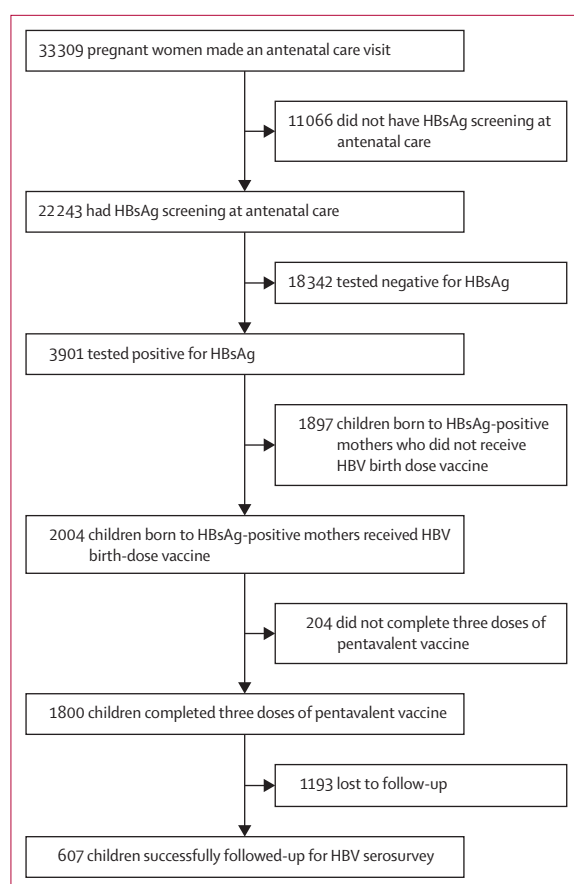 33309 pregnant women made an antenatal care visit
11066 did not have HBsAg screening at
antenatal care
22243 had HBsAg screening at antenatal care
18342 tested negative for HBsAg
3901 tested positive for HBsAg
1897 children born to HBsAg-positive
mothers who did not receive
HBV birth dose vaccine
2004 children born to HBsAg-positive mothers received HBV
birth-dose vaccine
204 did not complete three doses of
pentavalent vaccine
1800 children completed three doses of pentavalent vaccine
1193 lost to follow-up
607 children successfully followed-up for HBV serosurvey